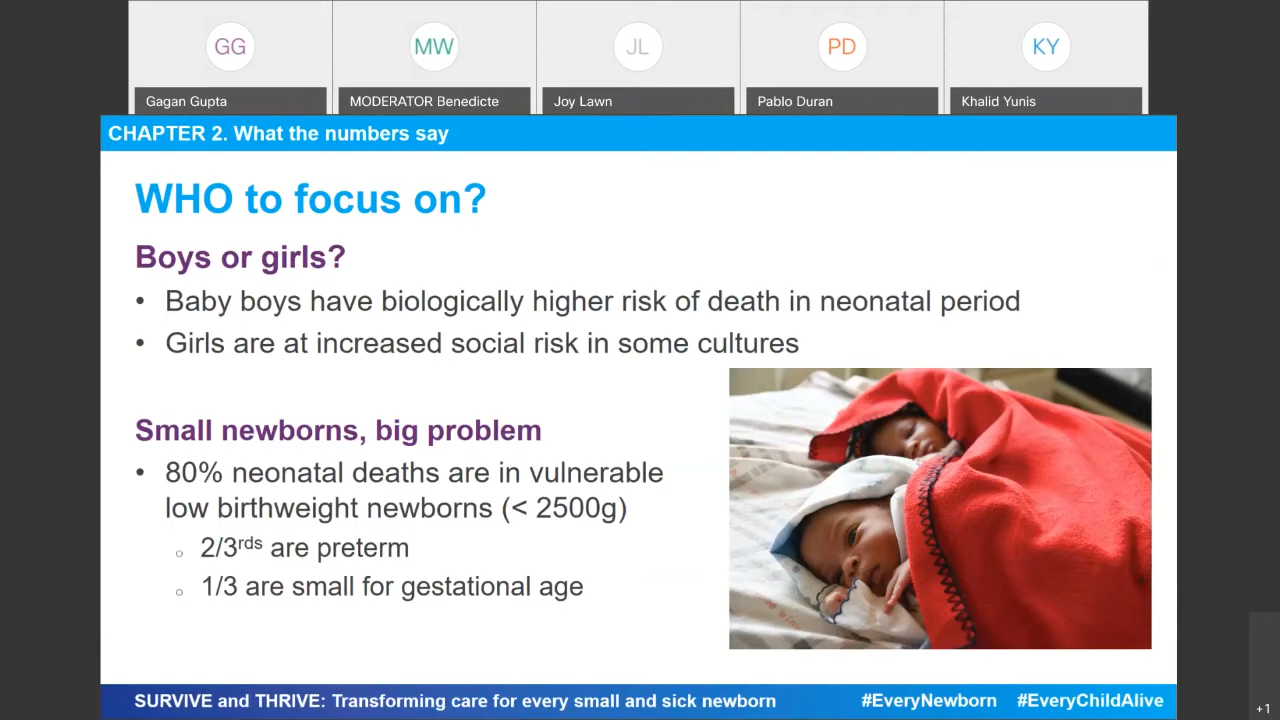 GG
MW
JL
PD
KY
Gagan Gupta
MODERATOR Benedicte
Joy Lawn
Pablo Duran
Khalid Yunis
CHAPTER 2. What the numbers say
WHO to focus on?
Boys or girls?
• Baby boys have biologically higher risk of death in neonatal period
• Girls are at increased social risk in some cultures
Small newborns, big problem
• 80% neonatal deaths are in vulnerable
low birthweight newborns (< 2500g)
○ 2/3rds are preterm
○ 1/3 are small for gestational age
SURVIVE and THRIVE: Transforming care for every small and sick newborn
#EveryNewborn #EveryChildAlive
+1